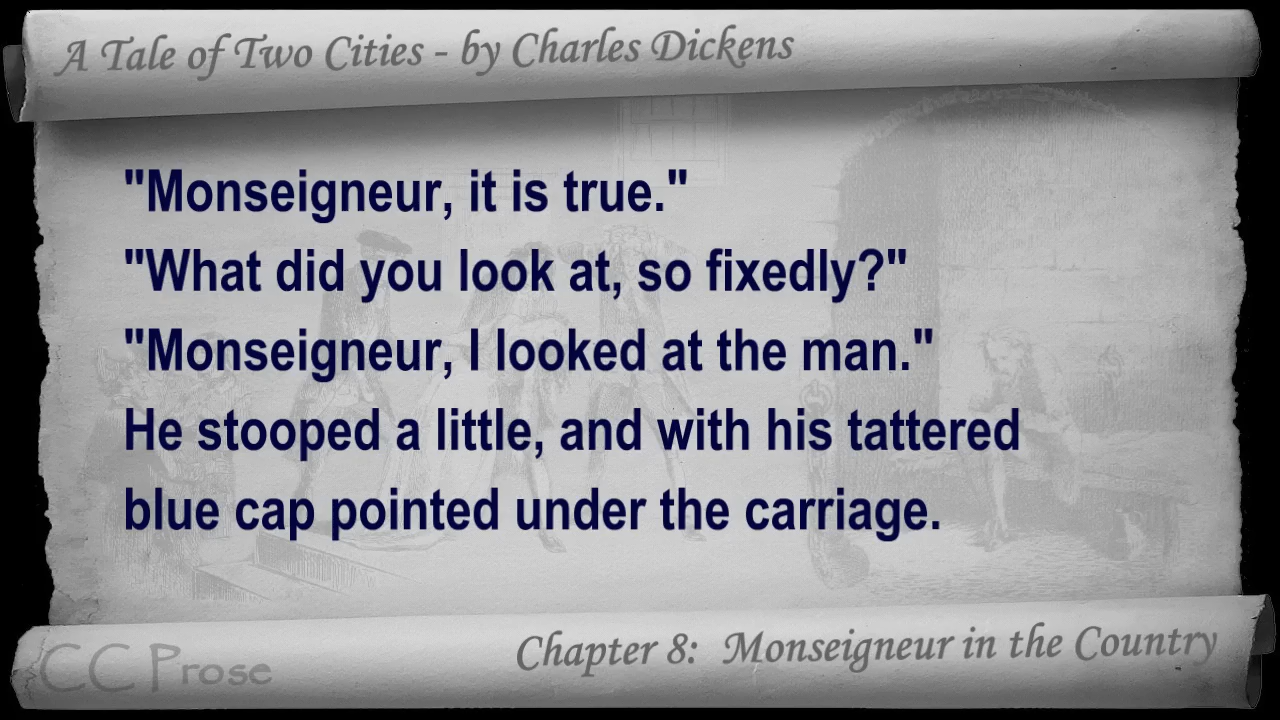 A Tale of Two Cities - by Charles Dickens
"Monseigneur, it is true."
"What did you look at, so fixedly?"
"Monseigneur, I looked at the man."
He stooped a little, and with his tattered
blue cap pointed under the carriage.
Chapter 8:  Monseigneur in the Country
CC Prose